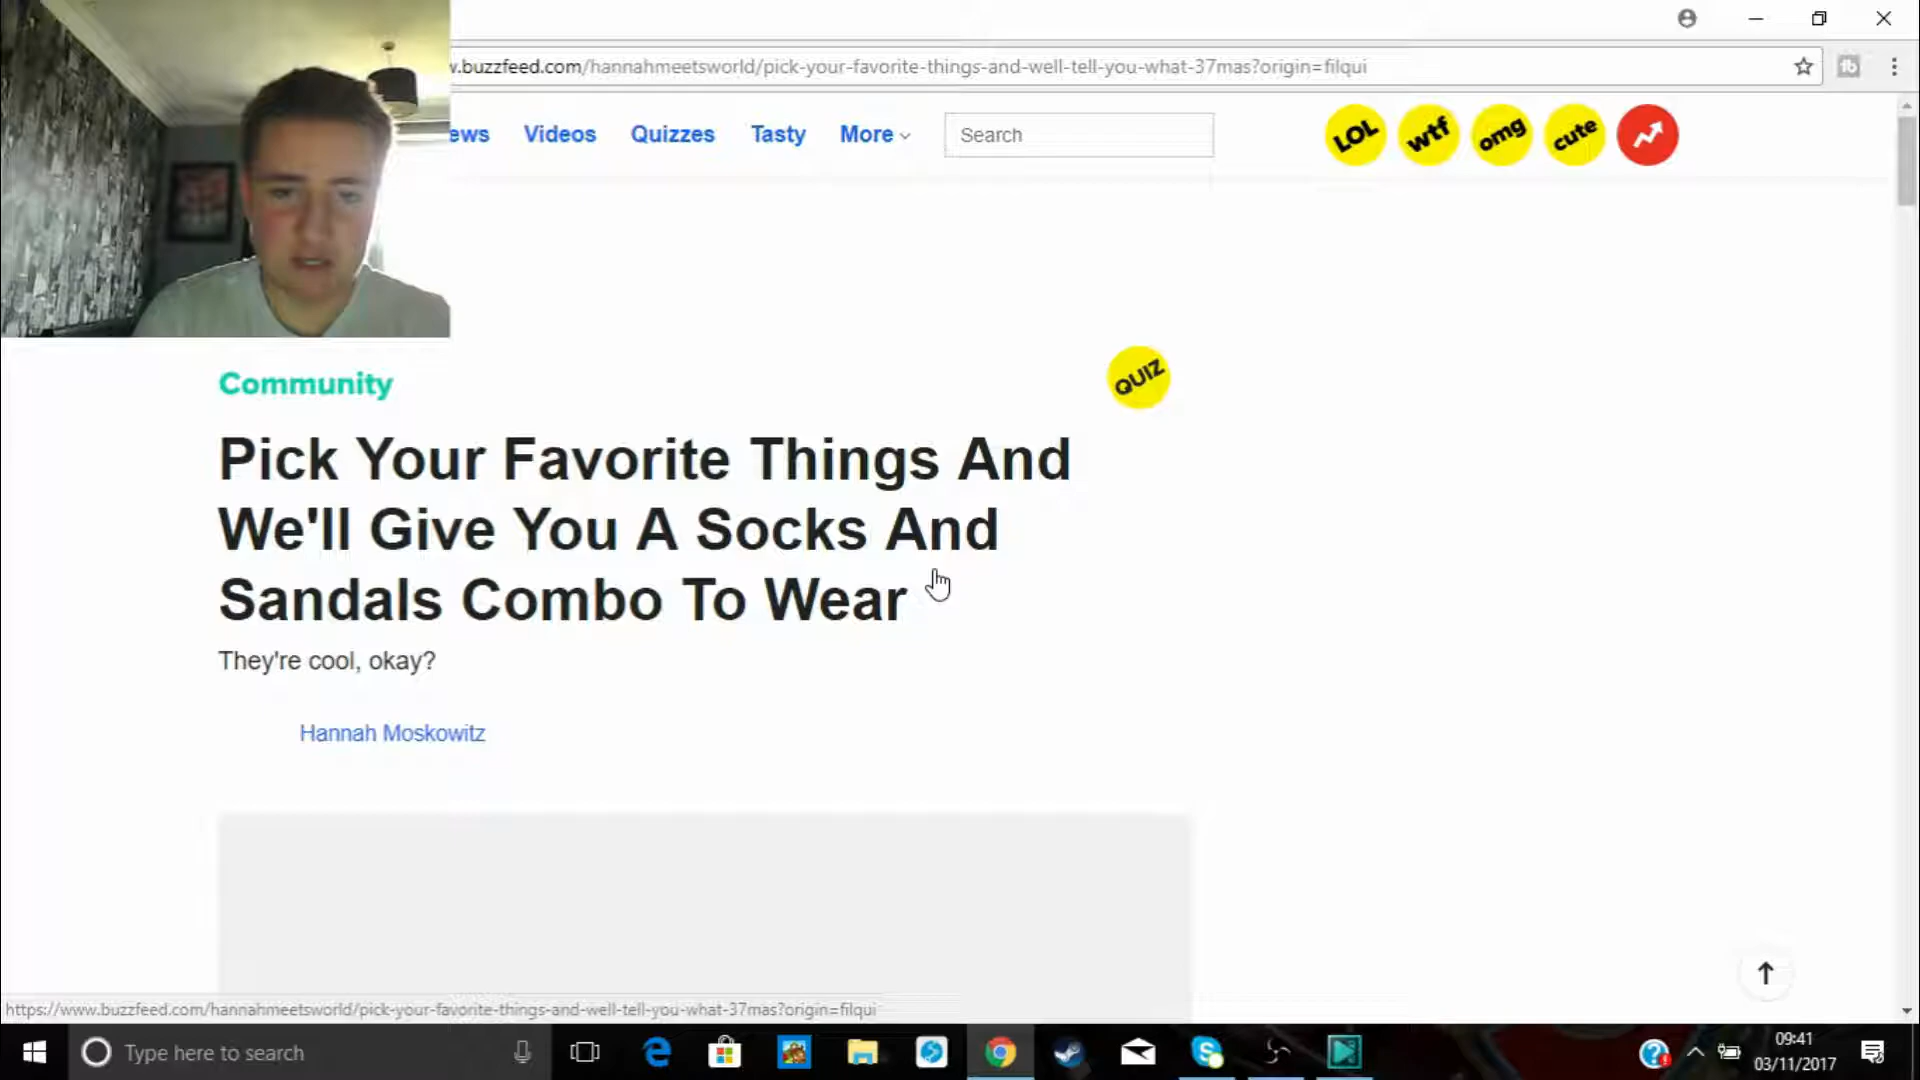 w.buzzfeed.com/hannahmeetsworld/pick-your-favorite-things-and-well-tell-you-what-37mas?origin=filqui
ews Videos Quizzes Tasty More Search LOL wtf omg cute
Community
QUIZ
Pick Your Favorite Things And
We'll Give You A Socks And
Sandals Combo To Wear
They're cool, okay?
Hannah Moskowitz
https://www.buzzfeed.com/hannahmeetsworld/pick-your-favorite-things-and-well-tell-you-what-37mas?origin=filqui
Type here to search
09:41
03/11/2017